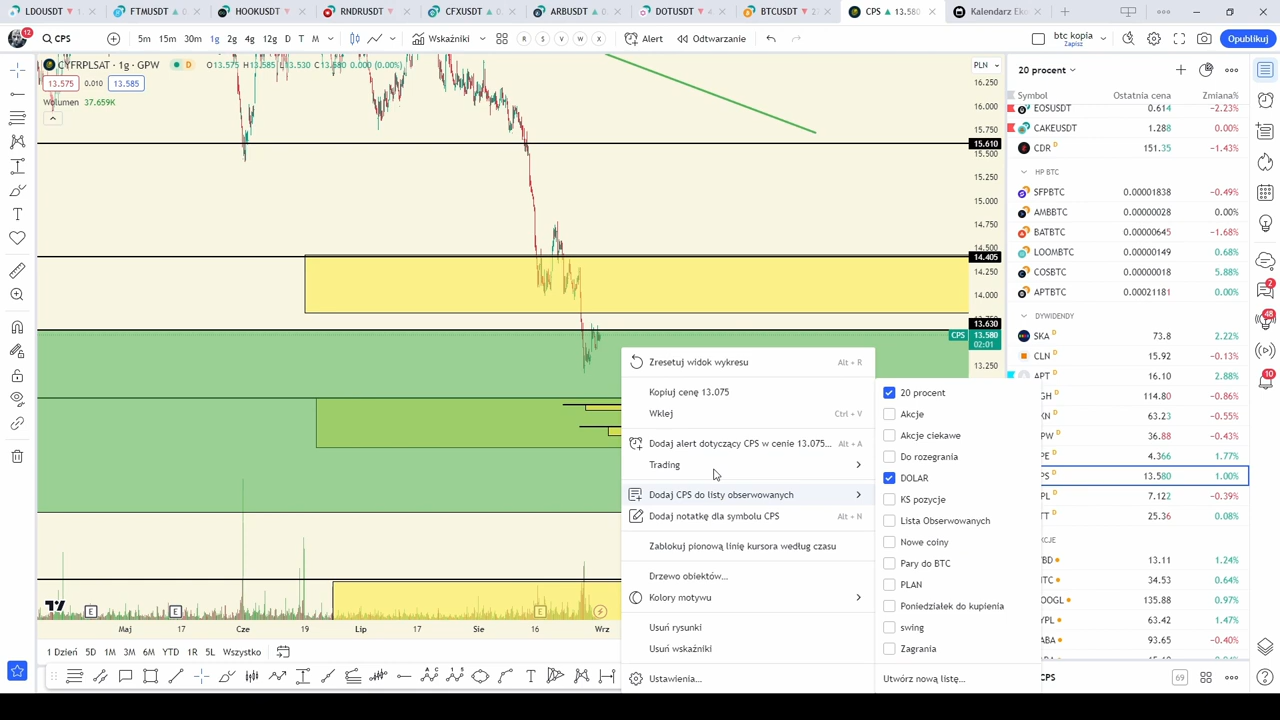 LDOUSDT
FTMUSDT
HOOKUSDT
RNDRUSDT
CFXUSDT
ARBUSDT
DOTUSDT
BTCUSDT
CPS ▲ 13.580
Kalendarz Eko
CPS
5m 15m 30m 1g 2g 4g 12g D T M
Wskaźniki
R S V W X
Alert
Odtwarzanie
btc kopia
Zapisz
Opublikuj
CYFRPLSAT · 1g · GPW
D
13.575 0.010 13.585
Wolumen 37.659K
PLN
16.250
16.000
15.750
15.610
15.500
15.250
15.000
14.750
14.500
14.405
14.250
14.000
13.630
CPS 13.580
02:01
13.250
Maj 17 Cze 19 Lip 17 Sie 16 Wrz
1 Dzień 5D 1M 3M 6M YTD 1R 5L Wszystko
Zresetuj widok wykresu Alt + R
Kopiuj cenę 13.075
Wklej Ctrl + V
Dodaj alert dotyczący CPS w cenie 13.075... Alt + A
Trading
Dodaj CPS do listy obserwowanych
Dodaj notatkę dla symbolu CPS Alt + N
Zablokuj pionową linię kursora według czasu
Drzewo obiektów...
Kolory motywu
Usuń rysunki
Usuń wskaźniki
Ustawienia...
20 procent
Akcje
Akcje ciekawe
Do rozegrania
DOLAR
KS pozycje
Lista Obserwowanych
Nowe coiny
Pary do BTC
PLAN
Poniedziałek do kupienia
swing
Zagrania
Utwórz nową listę...
20 procent
Symbol Ostatnia cena Zmiana%
EOSUSDT 0.614 −2.23%
CAKEUSDT 1.288 0.00%
CDR D 151.35 −1.43%
HP BTC
SFPBTC 0.00001838 −0.49%
AMBBTC 0.00000028 0.00%
BATBTC 0.00000645 −1.68%
LOOMBTC 0.00000149 0.68%
COSBTC 0.00000018 5.88%
APTBTC 0.00021181 0.00%
DYWIDENDY
SKA D 73.8 2.22%
CLN D 15.92 −0.13%
APT D 16.10 2.88%
114.80 −0.86%
63.23 −0.55%
36.88 −0.43%
4.366 1.77%
13.580 1.00%
7.122 −0.39%
25.36 0.08%
13.11 1.24%
34.53 0.64%
135.88 0.97%
63.42 1.47%
93.65 −0.40%
CPS
69